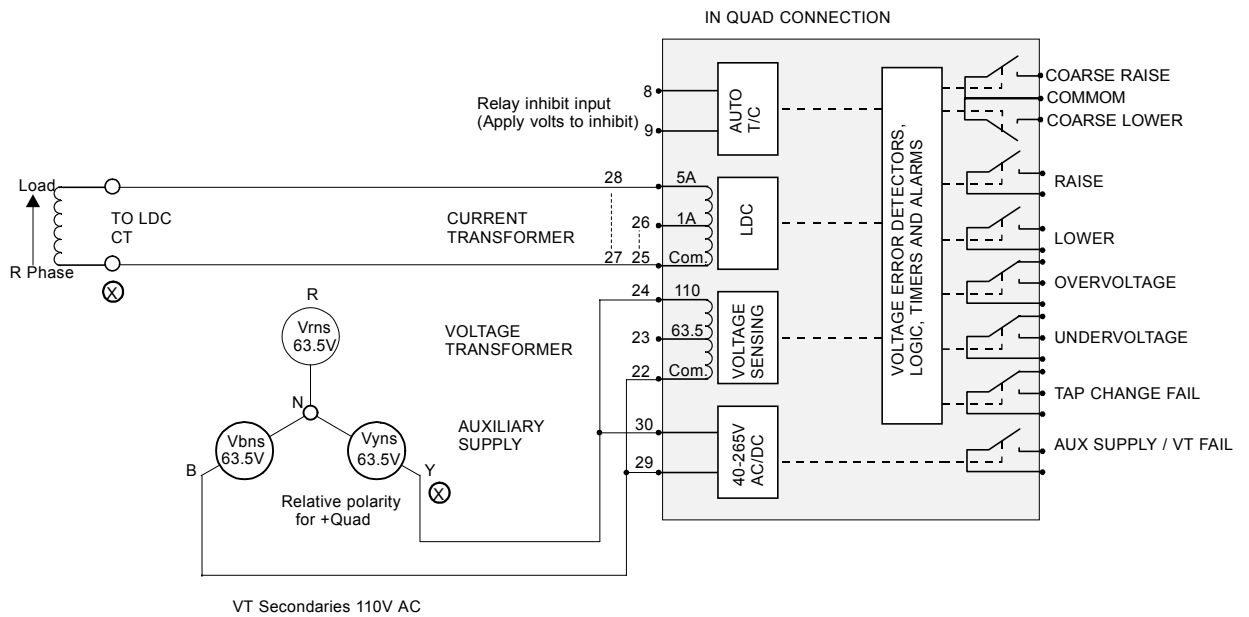 IN QUAD CONNECTION
Relay inhibit input
(Apply volts to inhibit)
8
9
AUTO
T/C
COARSE RAISE
COMMOM
COARSE LOWER
Load
R Phase
TO LDC
CT
X
CURRENT
TRANSFORMER
28
26
27 25
5A
1A
Com.
LDC
VOLTAGE ERROR DETECTORS,
LOGIC, TIMERS AND ALARMS
RAISE
LOWER
OVERVOLTAGE
UNDERVOLTAGE
TAP CHANGE FAIL
AUX SUPPLY / VT FAIL
VOLTAGE
TRANSFORMER
24
23
22
110
63.5
Com.
VOLTAGE
SENSING
AUXILIARY
SUPPLY
30
29
40-265V
AC/DC
R
Vrns
63.5V
N
Vbns
63.5V
Vyns
63.5V
B
Y
X
Relative polarity
for +Quad
VT Secondaries 110V AC